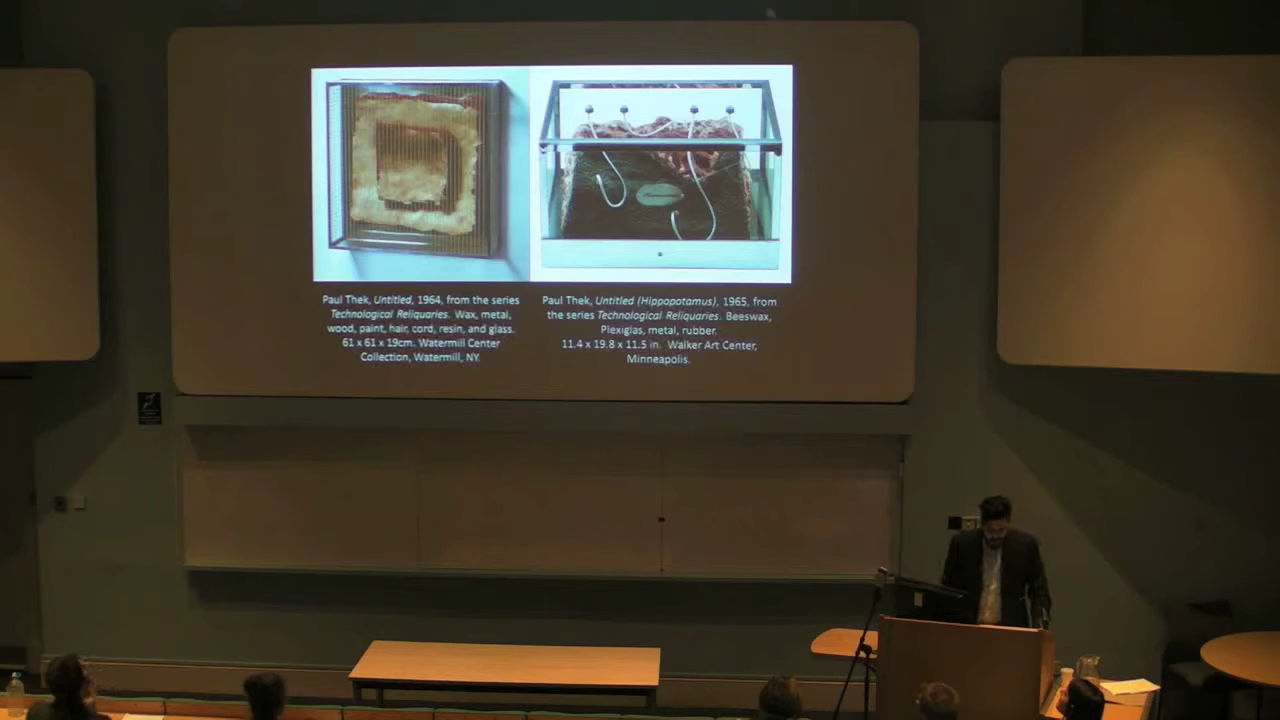 Paul Thek, Untitled, 1964, from the series
Technological Reliquaries. Wax, metal,
wood, paint, hair, cord, resin, and glass.
61 x 61 x 19cm. Watermill Center
Collection, Watermill, NY.
Paul Thek, Untitled (Hippopotamus), 1965, from
the series Technological Reliquaries. Beeswax,
Plexiglas, metal, rubber.
11.4 x 19.8 x 11.5 in. Walker Art Center,
Minneapolis.